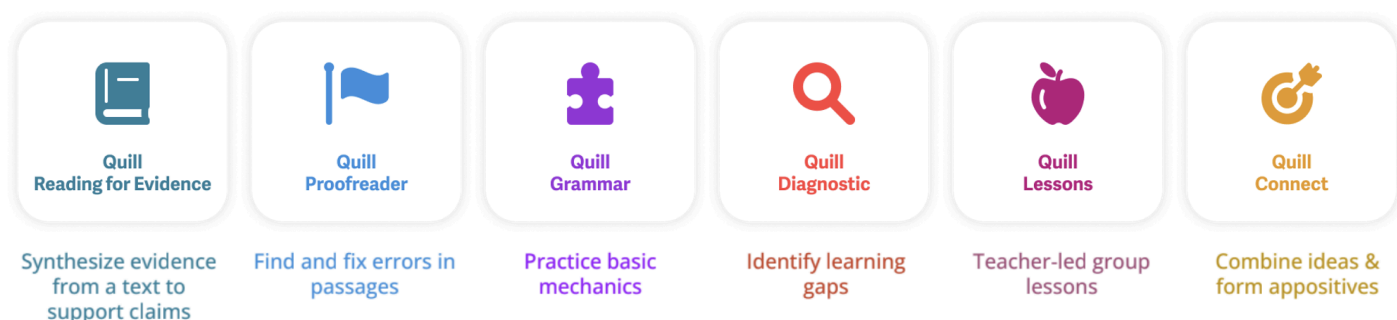 Quill
Reading for Evidence
Synthesize evidence
from a text to
support claims
Quill
Proofreader
Find and fix errors in
passages
Quill
Grammar
Practice basic
mechanics
Quill
Diagnostic
Identify learning
gaps
Quill
Lessons
Teacher-led group
lessons
Quill
Connect
Combine ideas &
form appositives